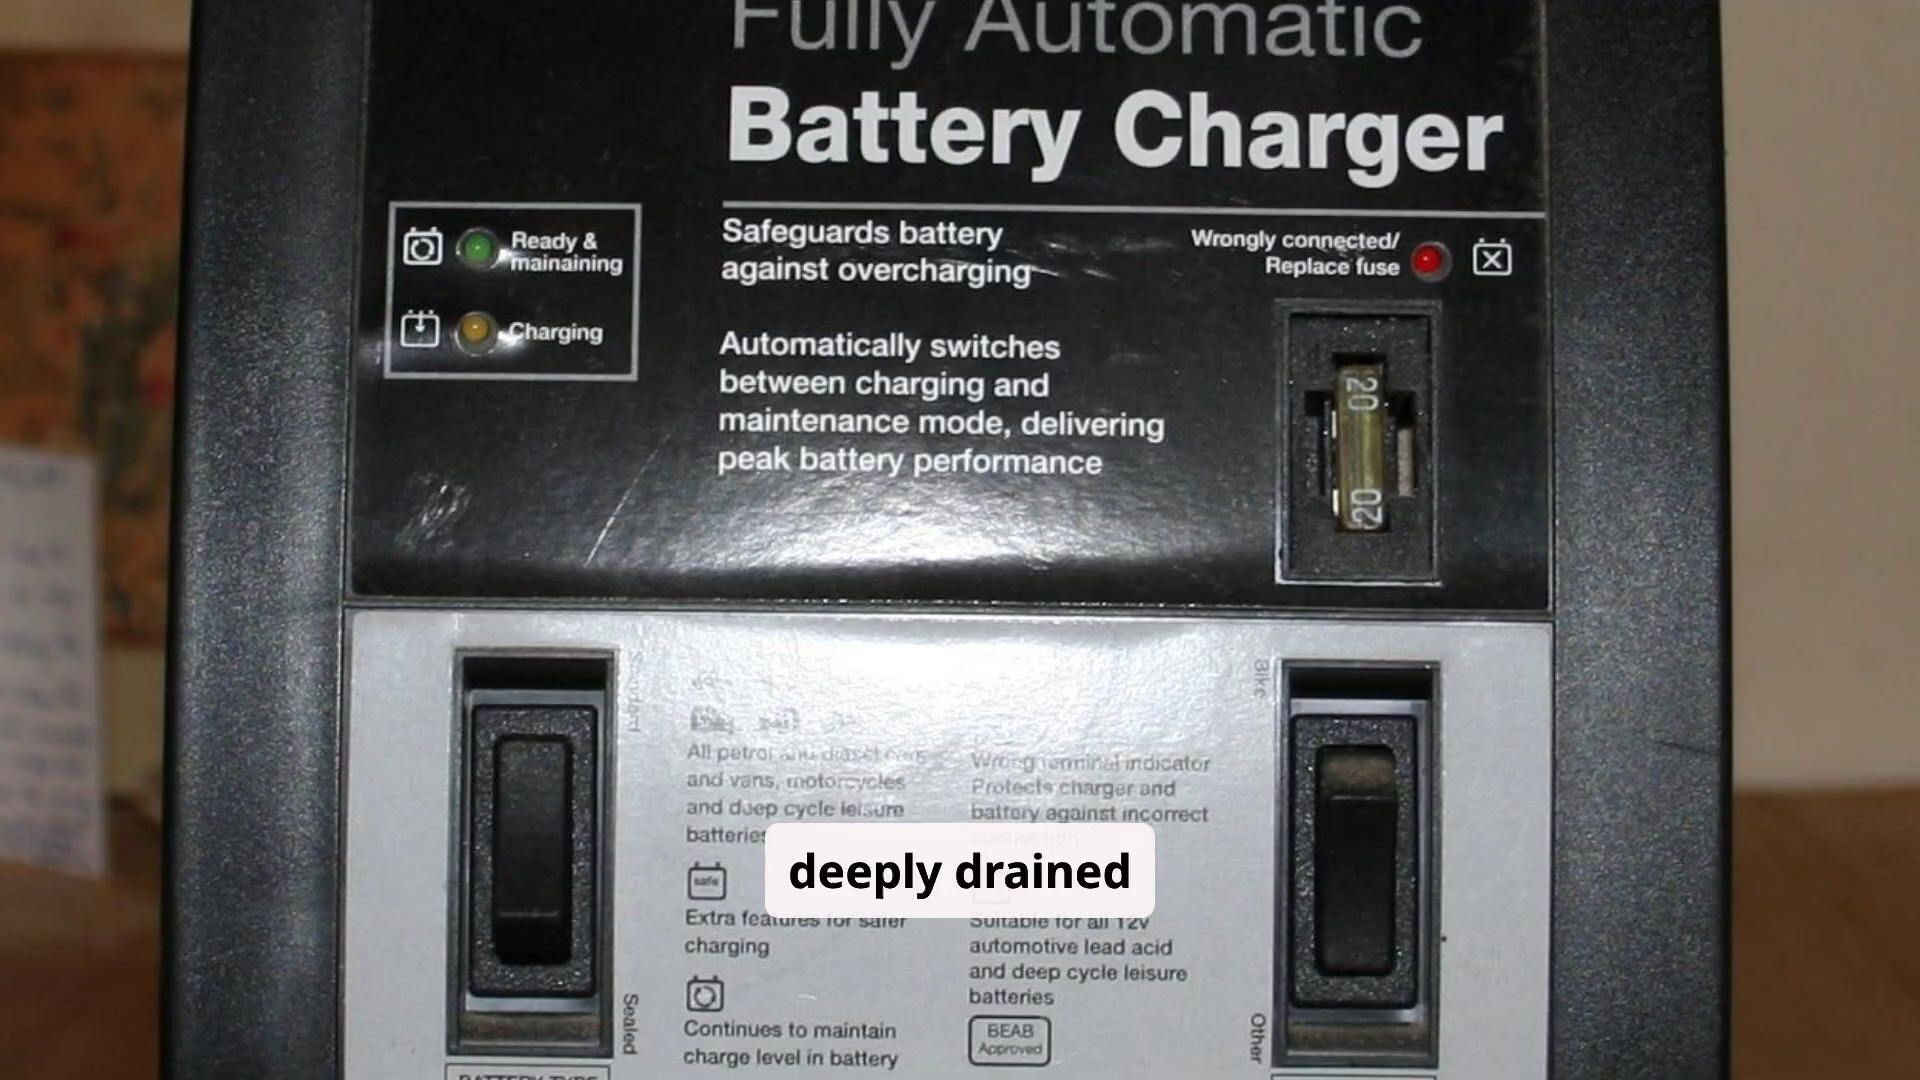 Fully Automatic
Battery Charger
Ready &
mainaining
Charging
Safeguards battery
against overcharging
Wrongly connected/
Replace fuse
Automatically switches
between charging and
maintenance mode, delivering
peak battery performance
20
20
Standard
Sealed
All petrol and diesel cars
and vans, motorcycles
and deep cycle leisure
batteries
safe
Extra features for safer
charging
Continues to maintain
charge level in battery
Wrong terminal indicator
Protects charger and
battery against incorrect
connection
Suitable for all 12v
automotive lead acid
and deep cycle leisure
batteries
BEAB
Approved
Bike
Other
BATTERY TYPE
deeply drained